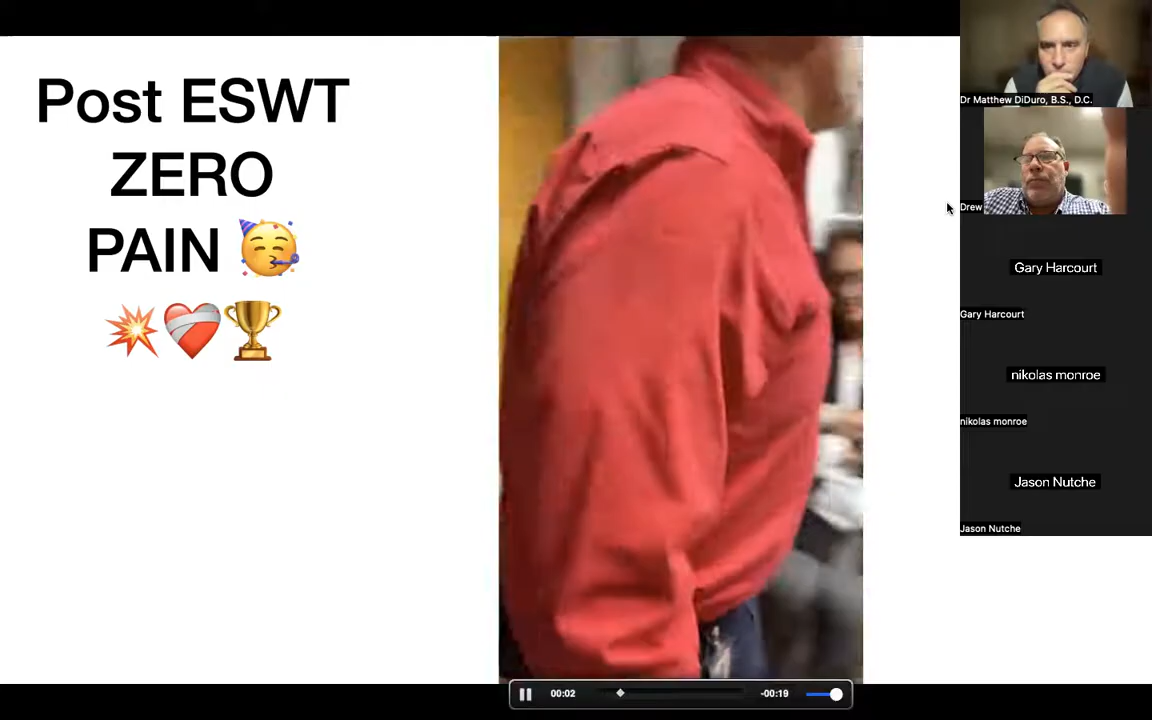 Post ESWT
ZERO
PAIN 🥳
💥❤️‍🩹🏆
00:02
-00:19
Dr Matthew DiDuro, B.S., D.C.
Drew
Gary Harcourt
Gary Harcourt
nikolas monroe
nikolas monroe
Jason Nutche
Jason Nutche